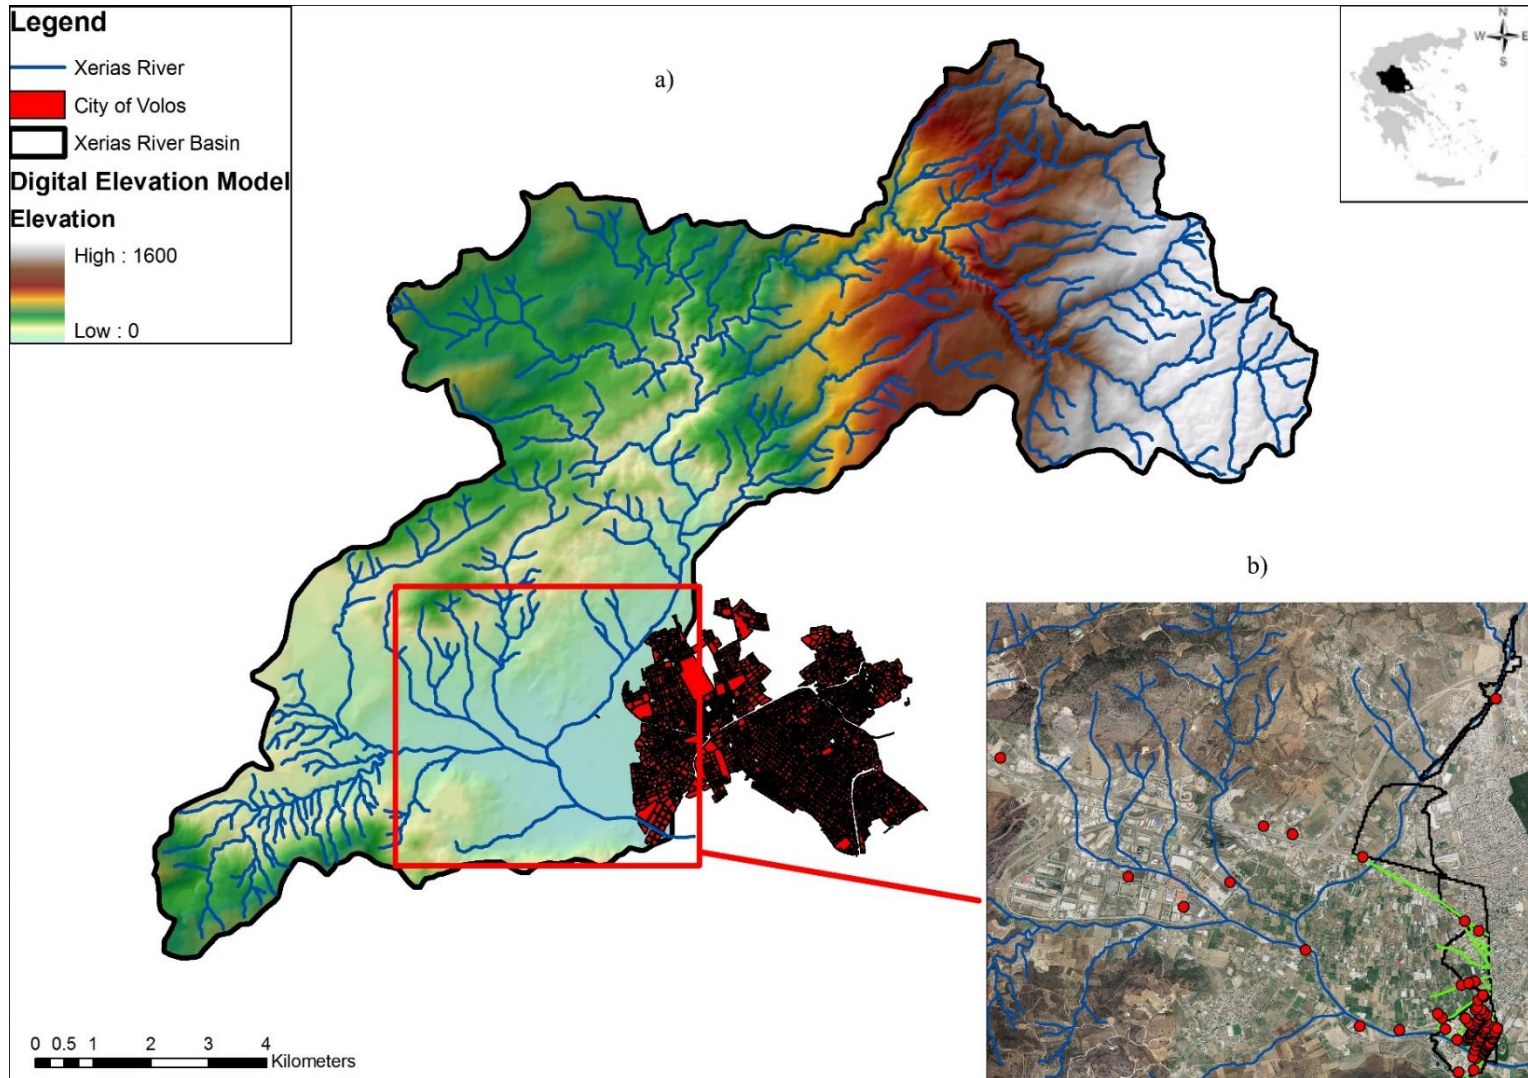 Legend
Xerias River
City of Volos
Xerias River Basin
Digital Elevation Model
Elevation
High : 1600
Low : 0
a)
N
W E
S
b)
0 0.5 1 2 3 4
Kilometers